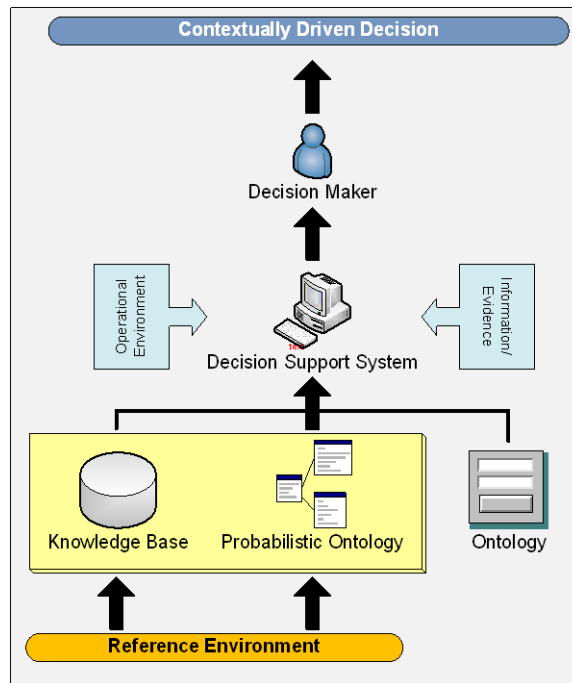 Contextually Driven Decision
Decision Maker
Operational
Environment
Information/
Evidence
text
Decision Support System
Knowledge Base
Probabilistic Ontology
Ontology
Reference Environment